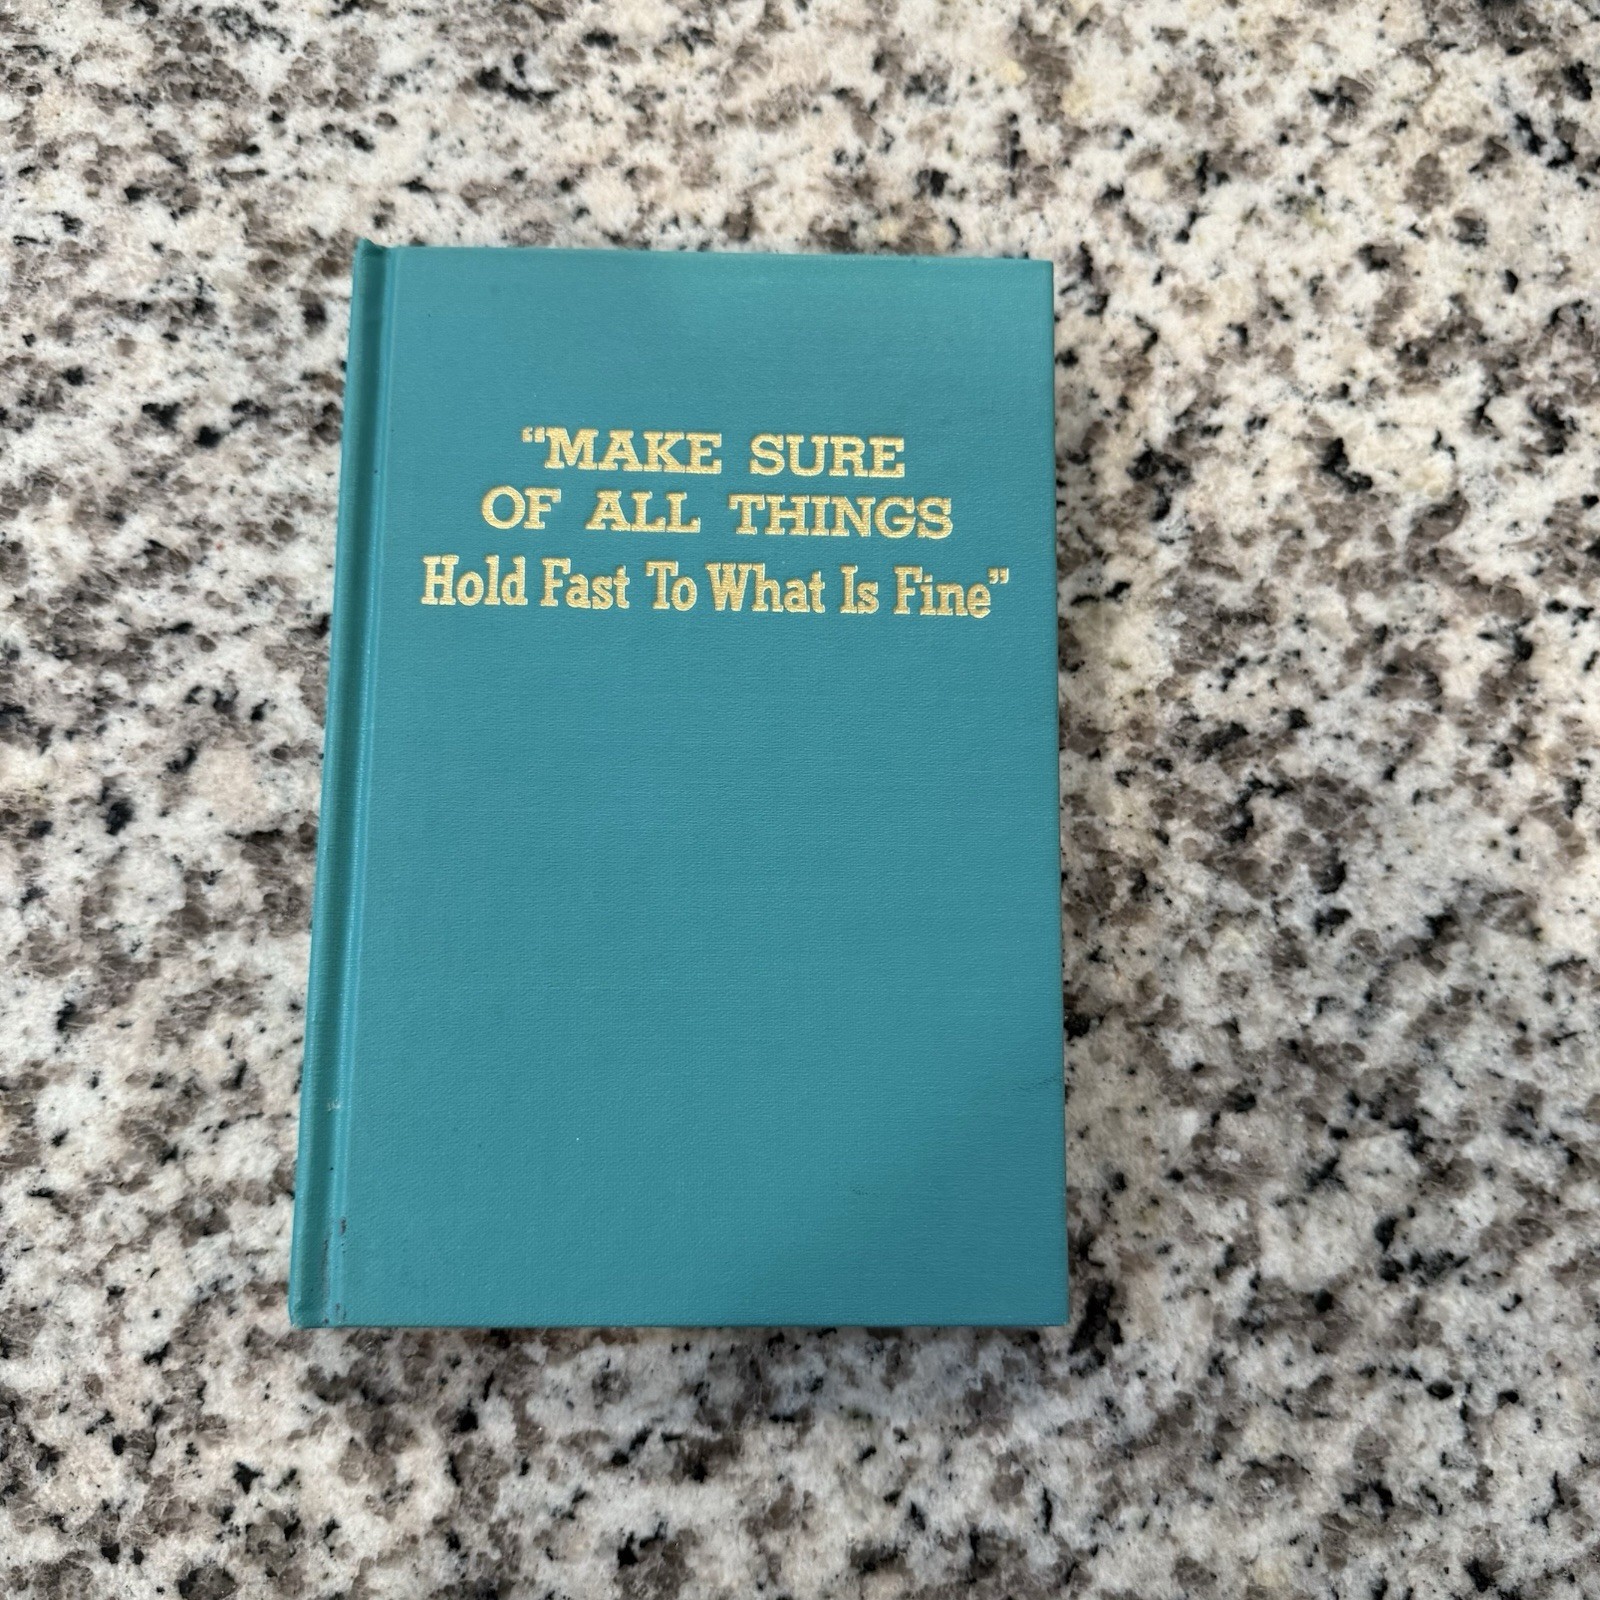 “MAKE SURE
OF ALL THINGS
Hold Fast To What Is Fine”